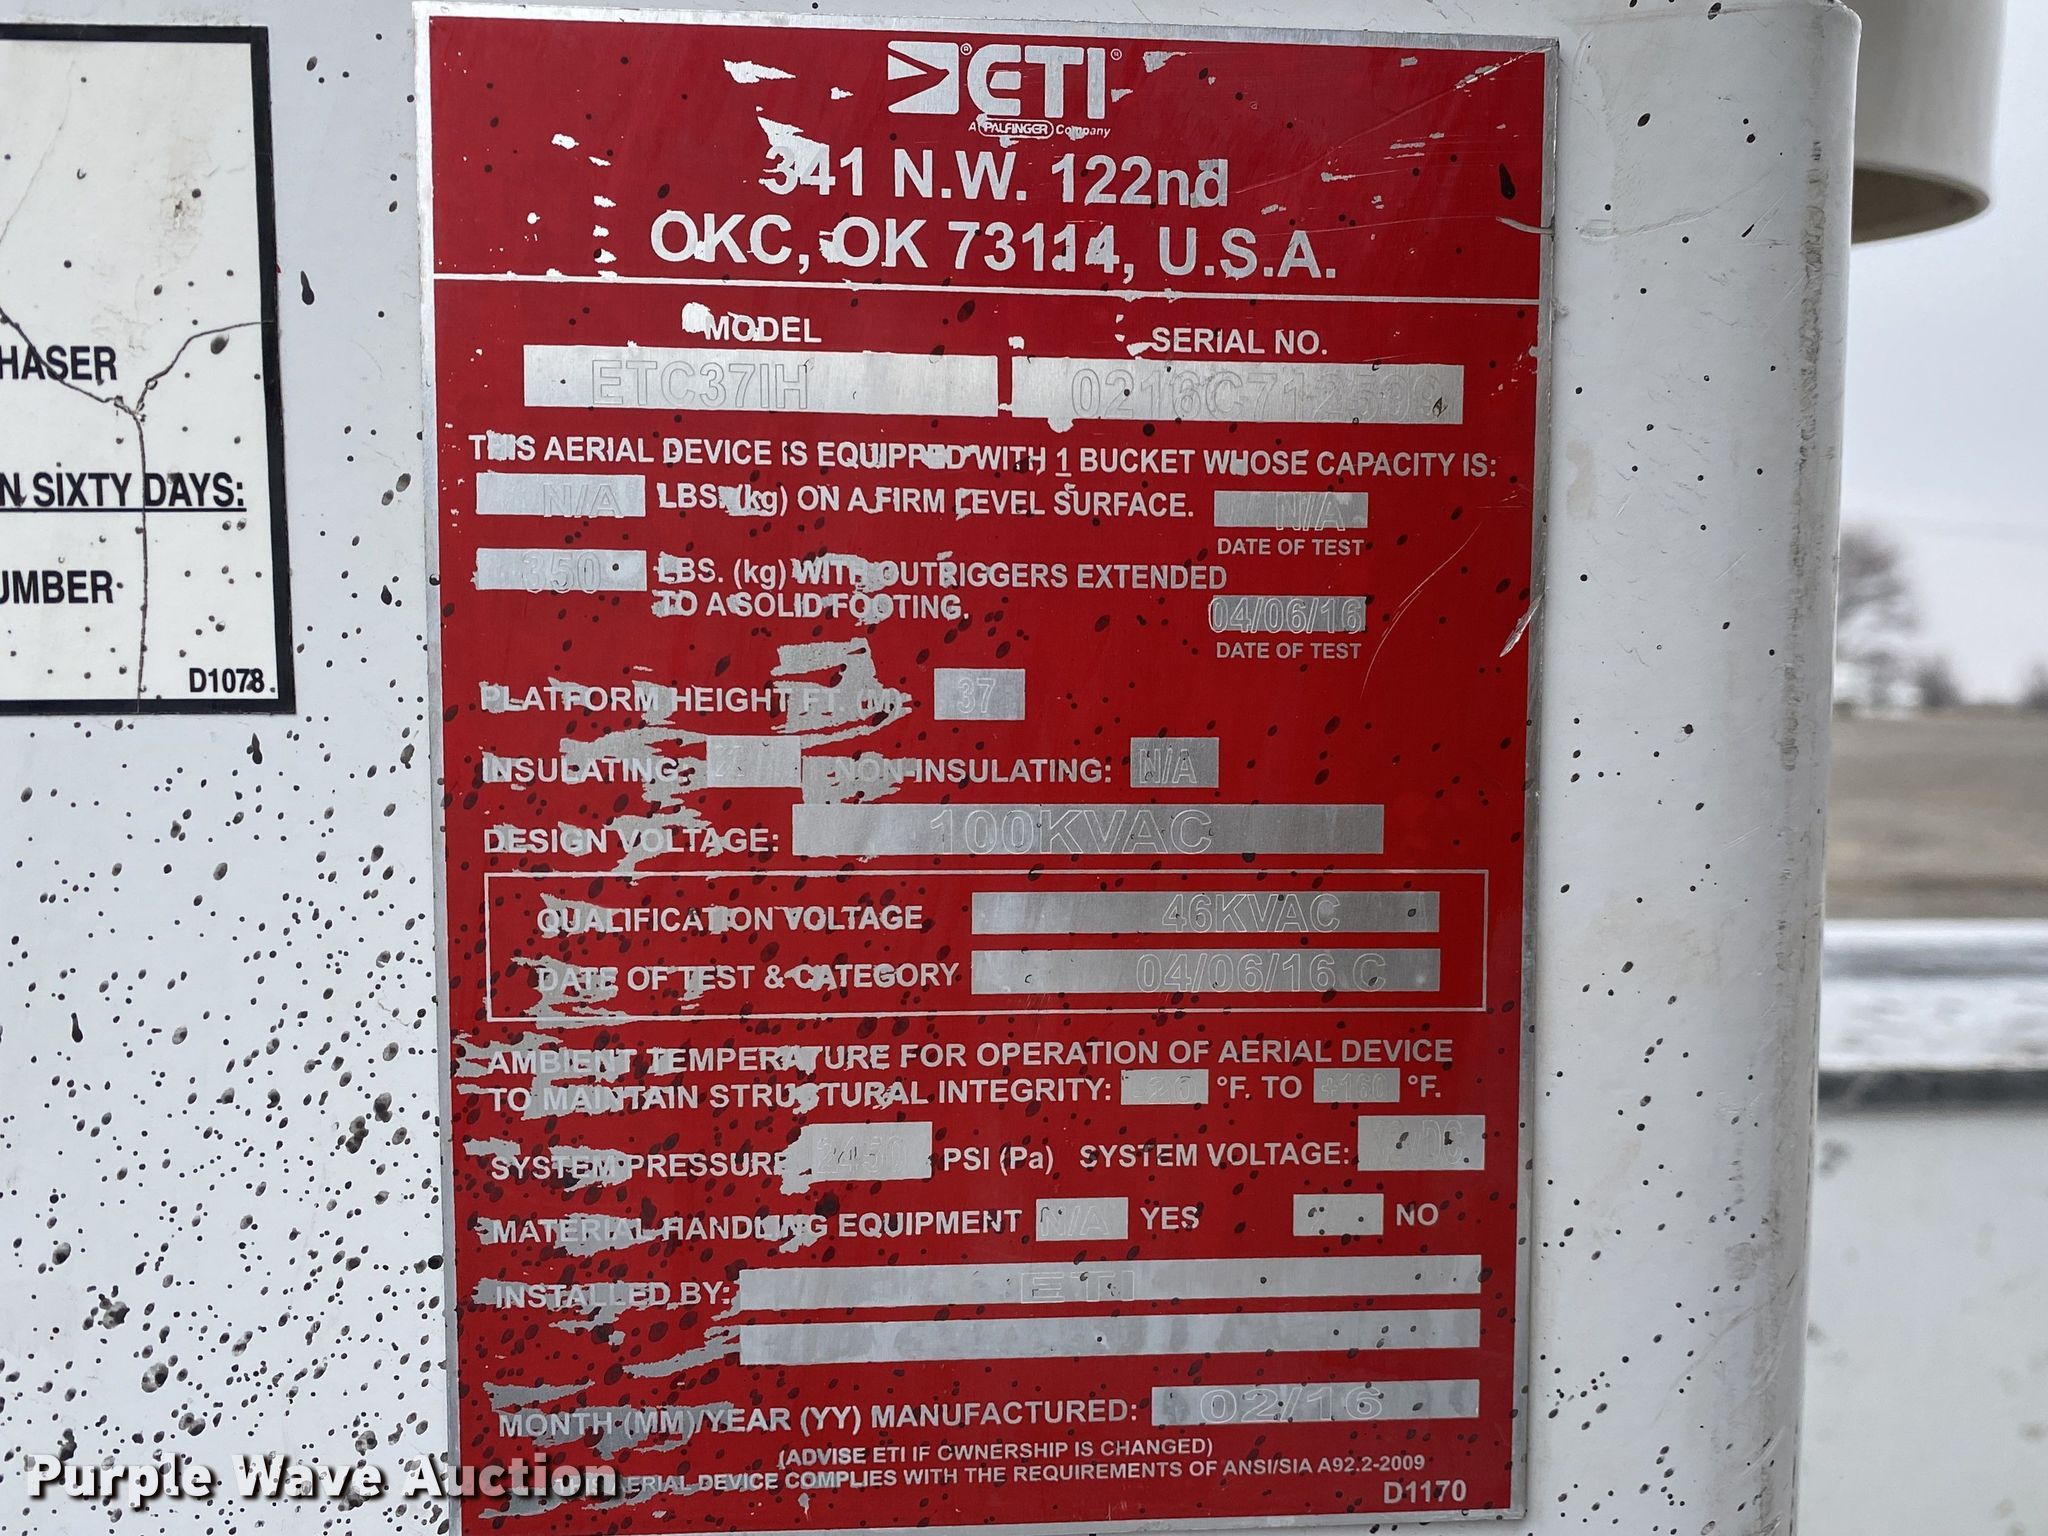 HASER
N SIXTY DAYS:
UMBER
D1078
ETI
A PALFINGER Company
341 N.W. 122nd
OKC, OK 73114, U.S.A.
MODEL SERIAL NO.
ETC37IH 0216C712599
THIS AERIAL DEVICE IS EQUIPPED WITH 1 BUCKET WHOSE CAPACITY IS:
N/A LBS. (kg) ON A FIRM LEVEL SURFACE. N/A
DATE OF TEST
350 LBS. (kg) WITH OUTRIGGERS EXTENDED
TO A SOLID FOOTING. 04/06/16
DATE OF TEST
PLATFORM HEIGHT FT. (M) 37
INSULATING: NON-INSULATING: N/A
DESIGN VOLTAGE: 100KVAC
QUALIFICATION VOLTAGE 46KVAC
DATE OF TEST & CATEGORY 04/06/16 C
AMBIENT TEMPERATURE FOR OPERATION OF AERIAL DEVICE
TO MAINTAIN STRUCTURAL INTEGRITY: -20 °F. TO +160 °F.
SYSTEM PRESSURE 2450 PSI (Pa) SYSTEM VOLTAGE:
MATERIAL HANDLING EQUIPMENT N/A YES NO
INSTALLED BY: ETI
MONTH (MM)/YEAR (YY) MANUFACTURED: 02/16
(ADVISE ETI IF OWNERSHIP IS CHANGED)
AERIAL DEVICE COMPLIES WITH THE REQUIREMENTS OF ANSI/SIA A92.2-2009
D1170
Purple Wave Auction